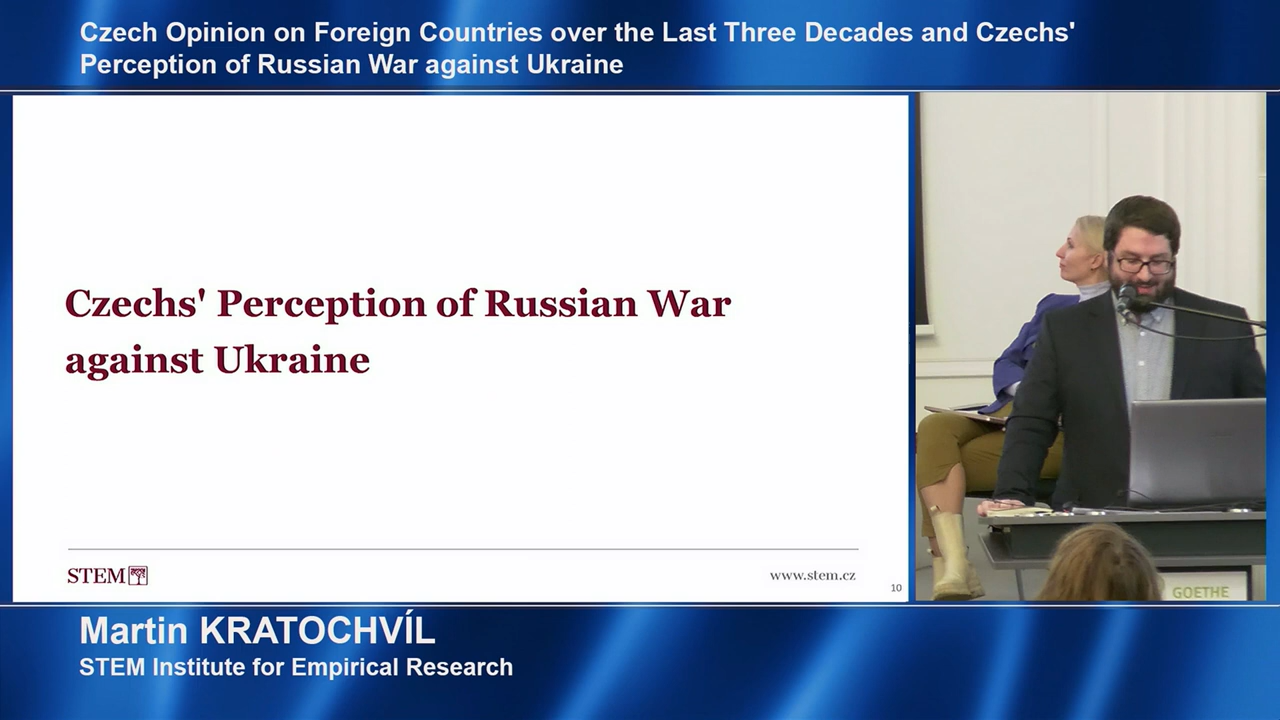 Czech Opinion on Foreign Countries over the Last Three Decades and Czechs'
Perception of Russian War against Ukraine
Czechs' Perception of Russian War
against Ukraine
STEM
www.stem.cz
10
GOETHE
Martin KRATOCHVÍL
STEM Institute for Empirical Research